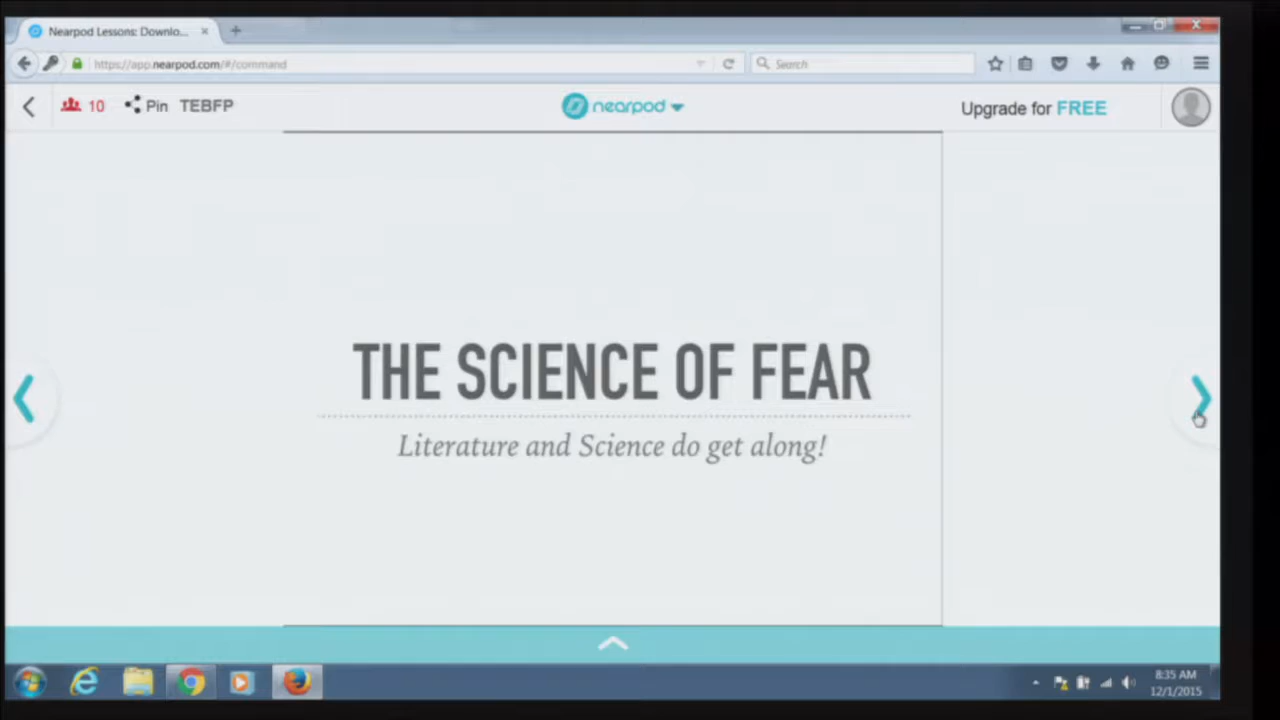 Nearpod Lessons: Downlo...
https://app.nearpod.com/#/command
Search
10
Pin TEBFP
nearpod
Upgrade for FREE
THE SCIENCE OF FEAR
Literature and Science do get along!
8:35 AM
12/1/2015